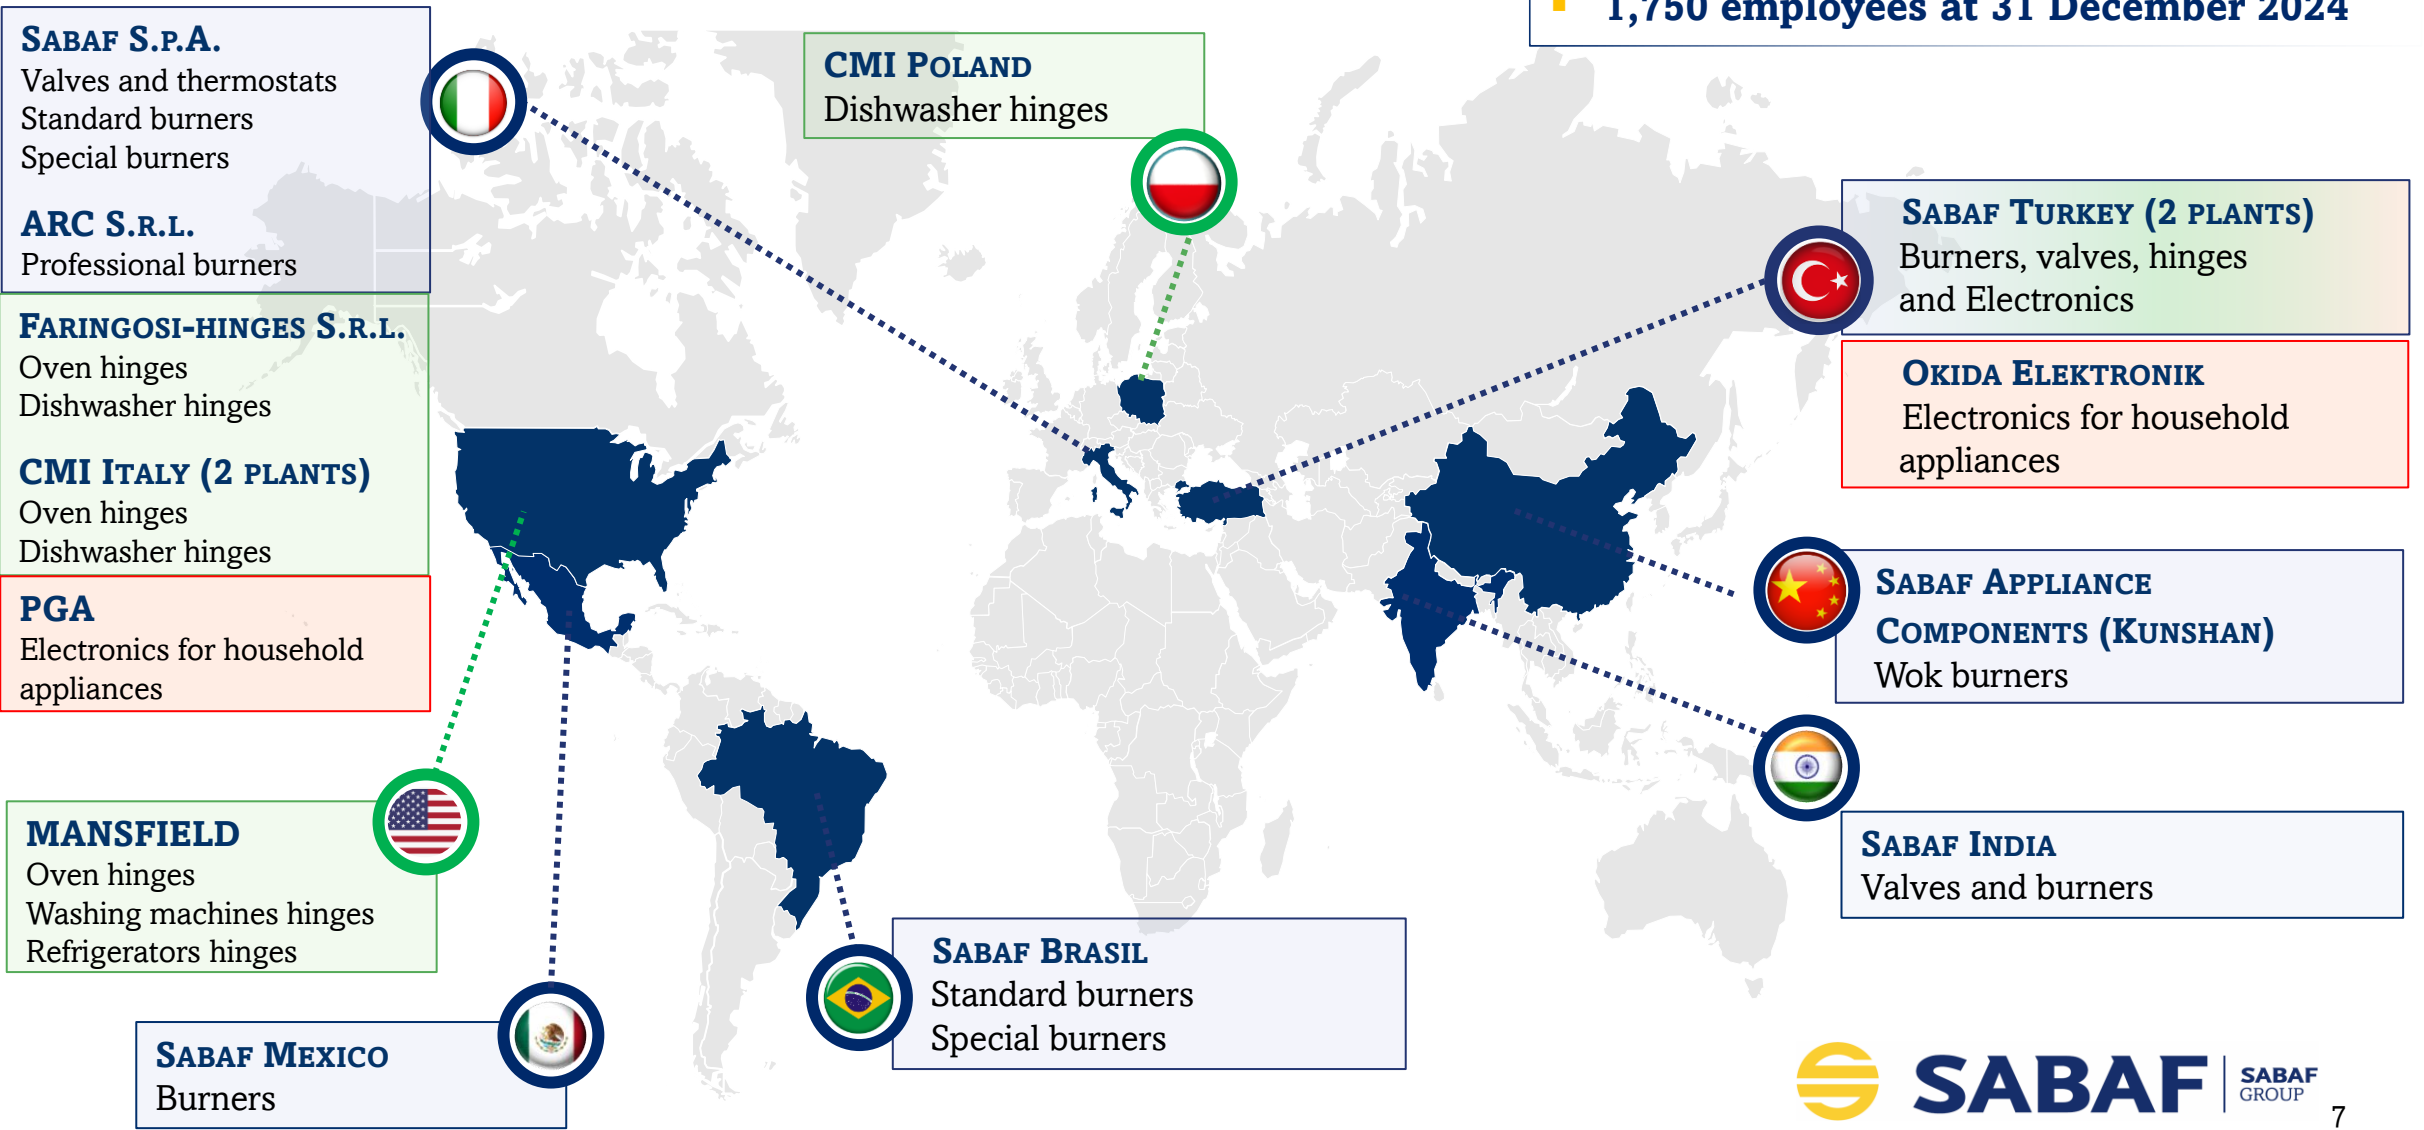 1,750 employees at 31 December 2024
SABAF S.P.A.
Valves and thermostats
Standard burners
Special burners
ARC S.R.L.
Professional burners
FARINGOSI-HINGES S.R.L.
Oven hinges
Dishwasher hinges
CMI ITALY (2 PLANTS)
Oven hinges
Dishwasher hinges
PGA
Electronics for household
appliances
MANSFIELD
Oven hinges
Washing machines hinges
Refrigerators hinges
SABAF MEXICO
Burners
CMI POLAND
Dishwasher hinges
SABAF BRASIL
Standard burners
Special burners
SABAF TURKEY (2 PLANTS)
Burners, valves, hinges
and Electronics
OKIDA ELEKTRONIK
Electronics for household
appliances
SABAF APPLIANCE
COMPONENTS (KUNSHAN)
Wok burners
SABAF INDIA
Valves and burners
SABAF
SABAF
GROUP
7